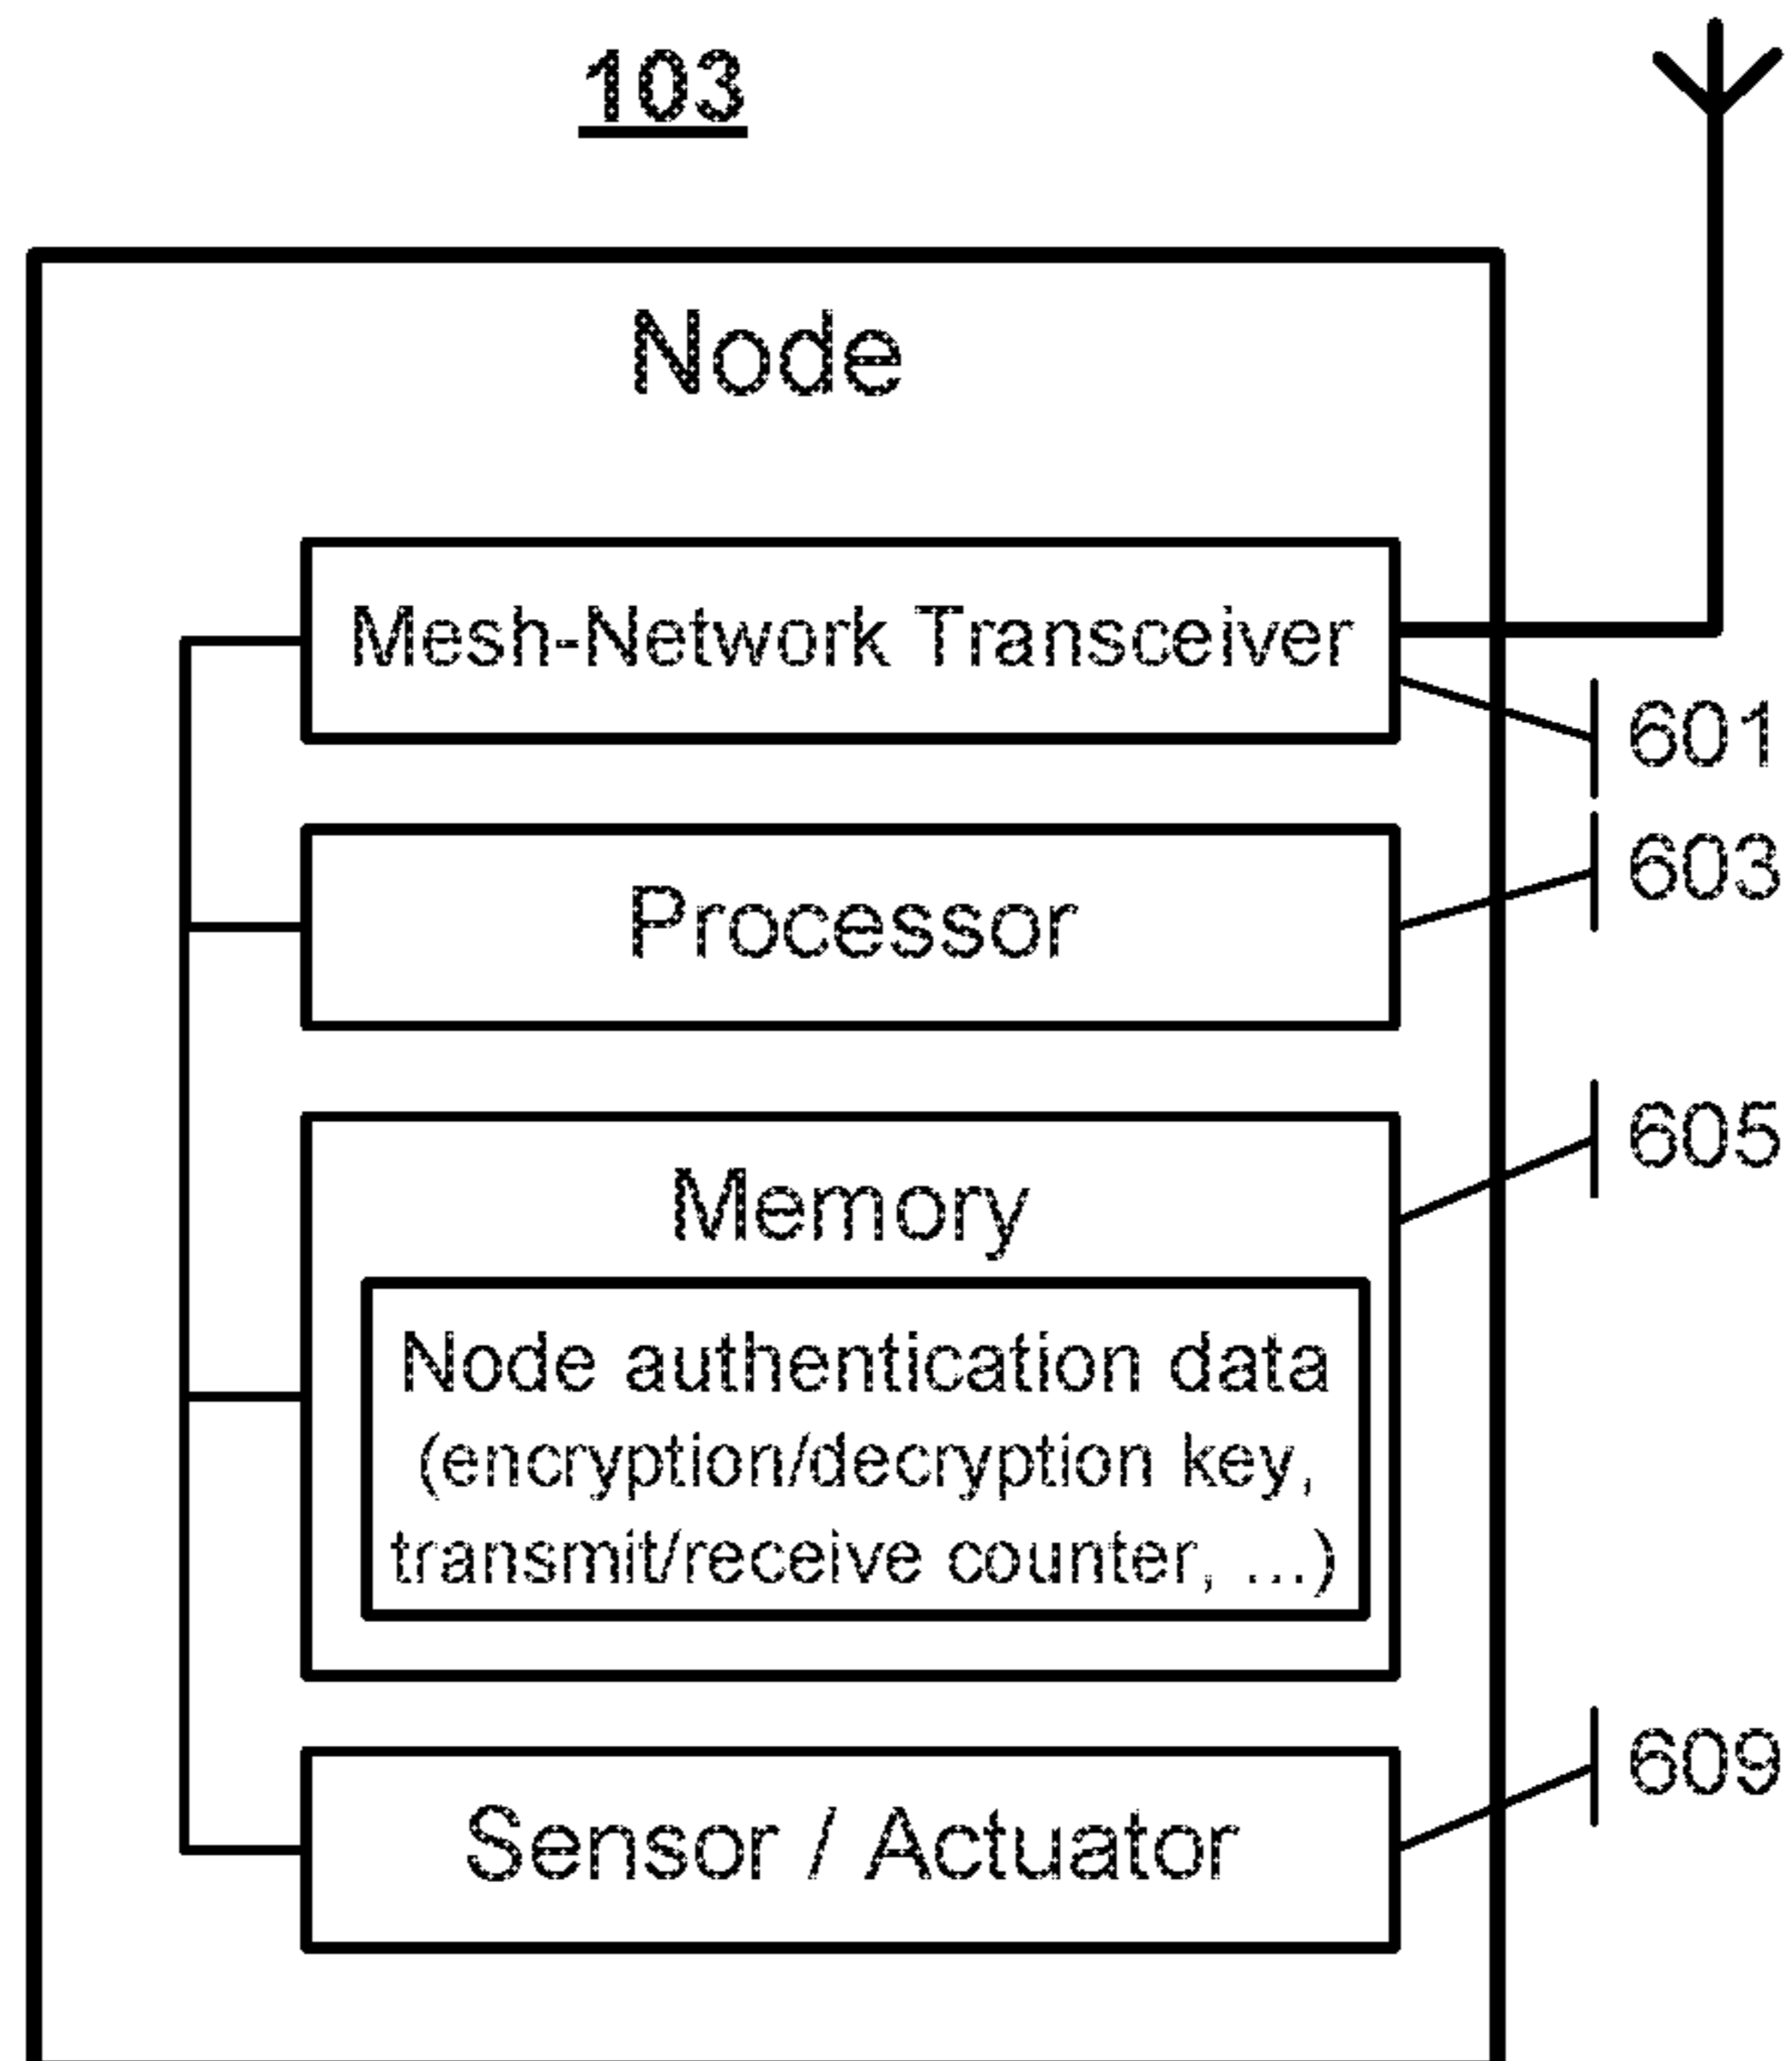 103
Node
Mesh-Network Transceiver
601
603
Processor
605
Memory
Node authentication data
(encryption/decryption key,
transmit/receive counter, ...)
609
Sensor / Actuator